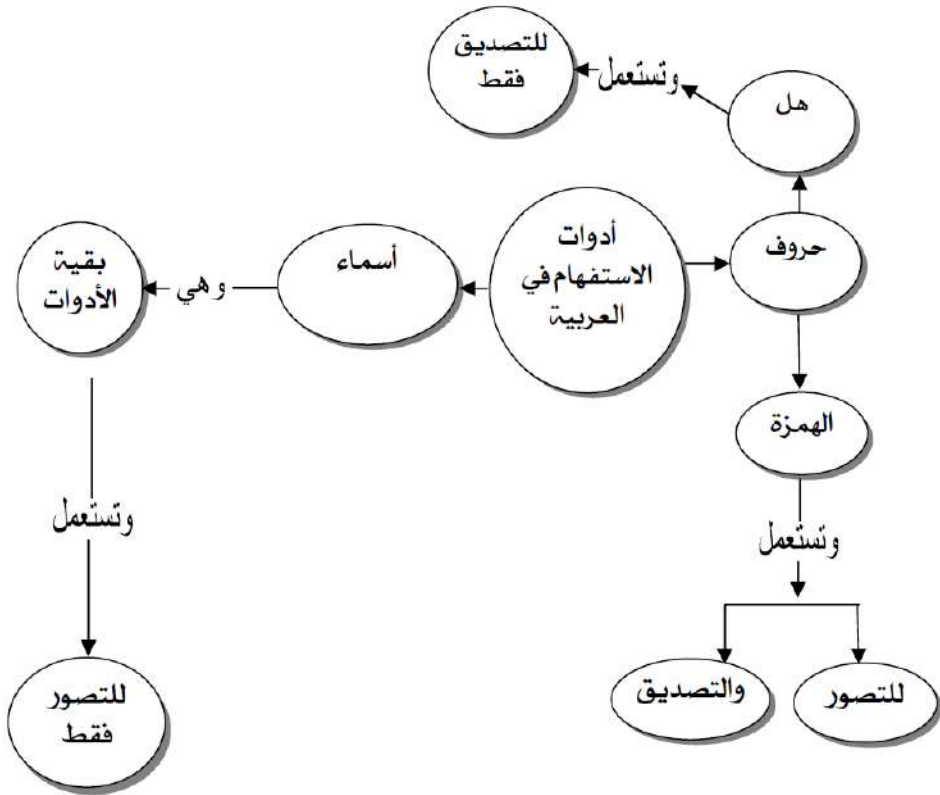 للتصديق
فقط
وتستعمل
هل
أدوات
الاستفهام في
العربية
حروف
أسماء
وهي
بقية
الأدوات
الهمزة
وتستعمل
وتستعمل
للتصور
والتصديق
للتصور
فقط